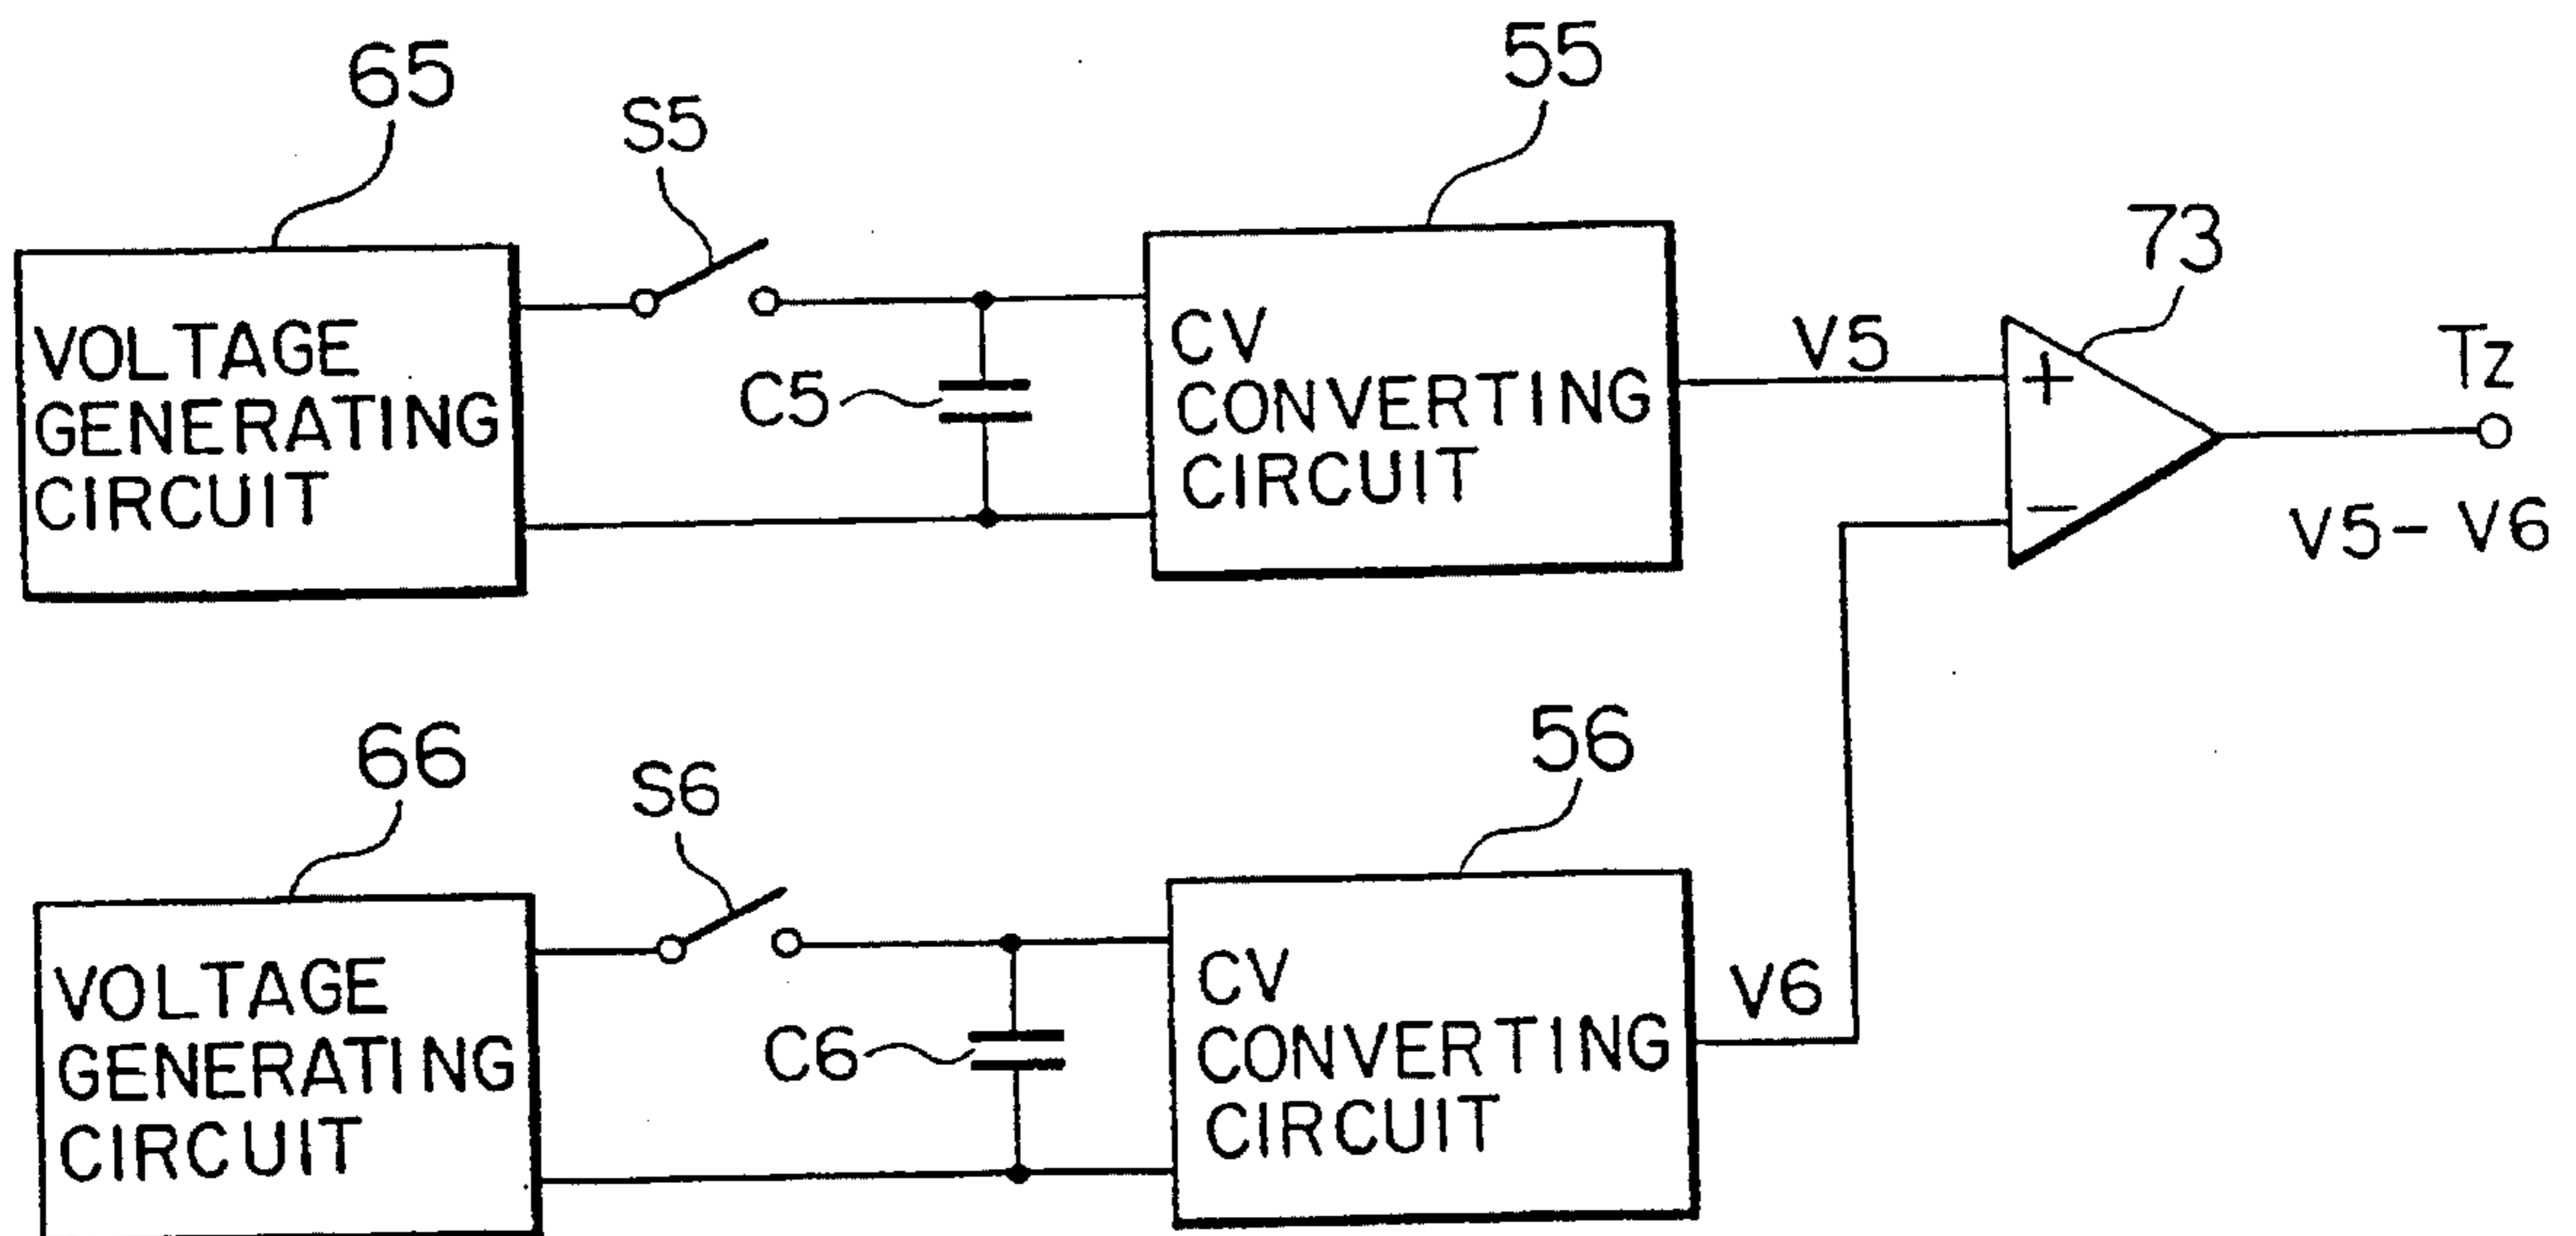 65
S5
55
73
VOLTAGE
GENERATING
CIRCUIT
C5
CV
CONVERTING
CIRCUIT
V5
+
−
Tz
V5− V6
66
S6
56
VOLTAGE
GENERATING
CIRCUIT
C6
CV
CONVERTING
CIRCUIT
V6